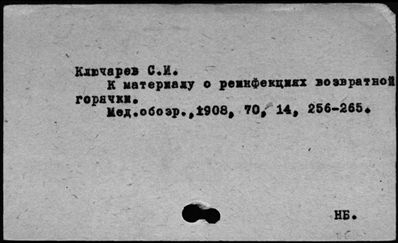 Ключарев С.И.
К материалу о реинфекциях возвратной
горячки.
Мед.обозр.,1908, 70, 14, 256-265.
НБ.